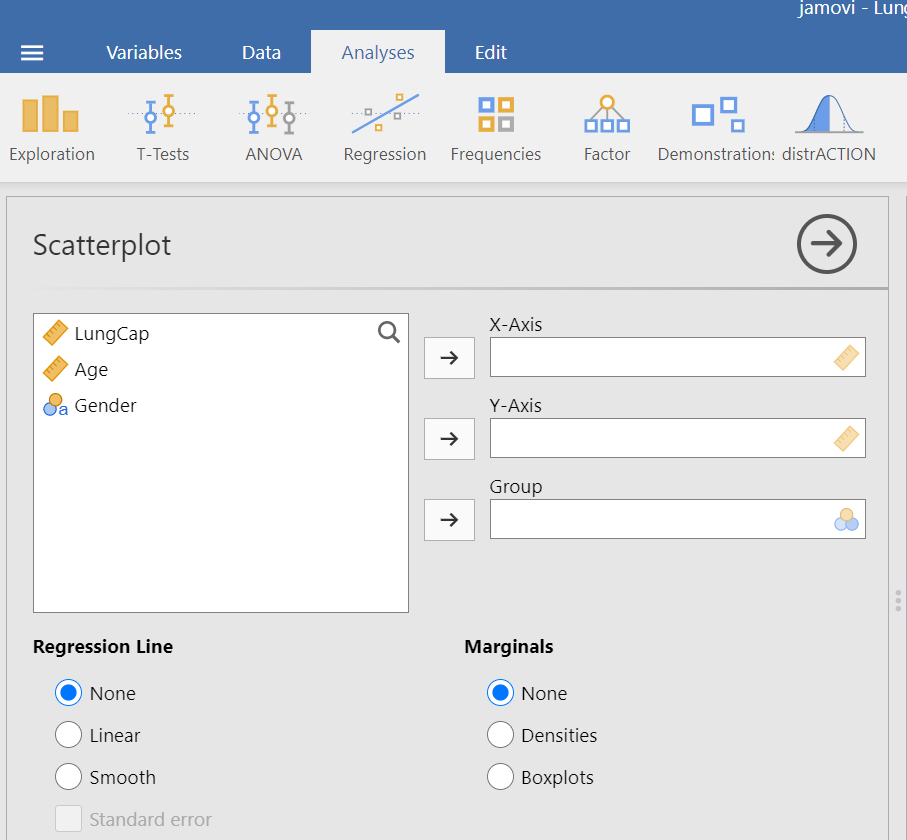 jamovi - Lung
Variables Data Analyses Edit
Exploration T-Tests ANOVA Regression Frequencies Factor Demonstrations distrACTION
Scatterplot
LungCap
Age
a Gender
X-Axis
Y-Axis
Group
Regression Line
None
Linear
Smooth
Standard error
Marginals
None
Densities
Boxplots